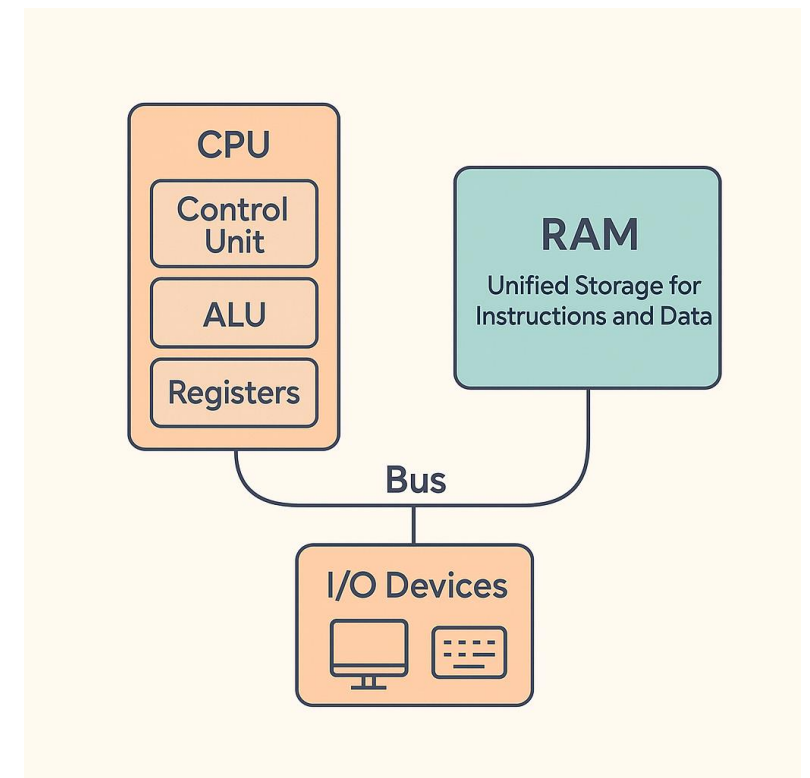 CPU
Control
Unit
ALU
Registers
RAM
Unified Storage for
Instructions and Data
Bus
I/O Devices